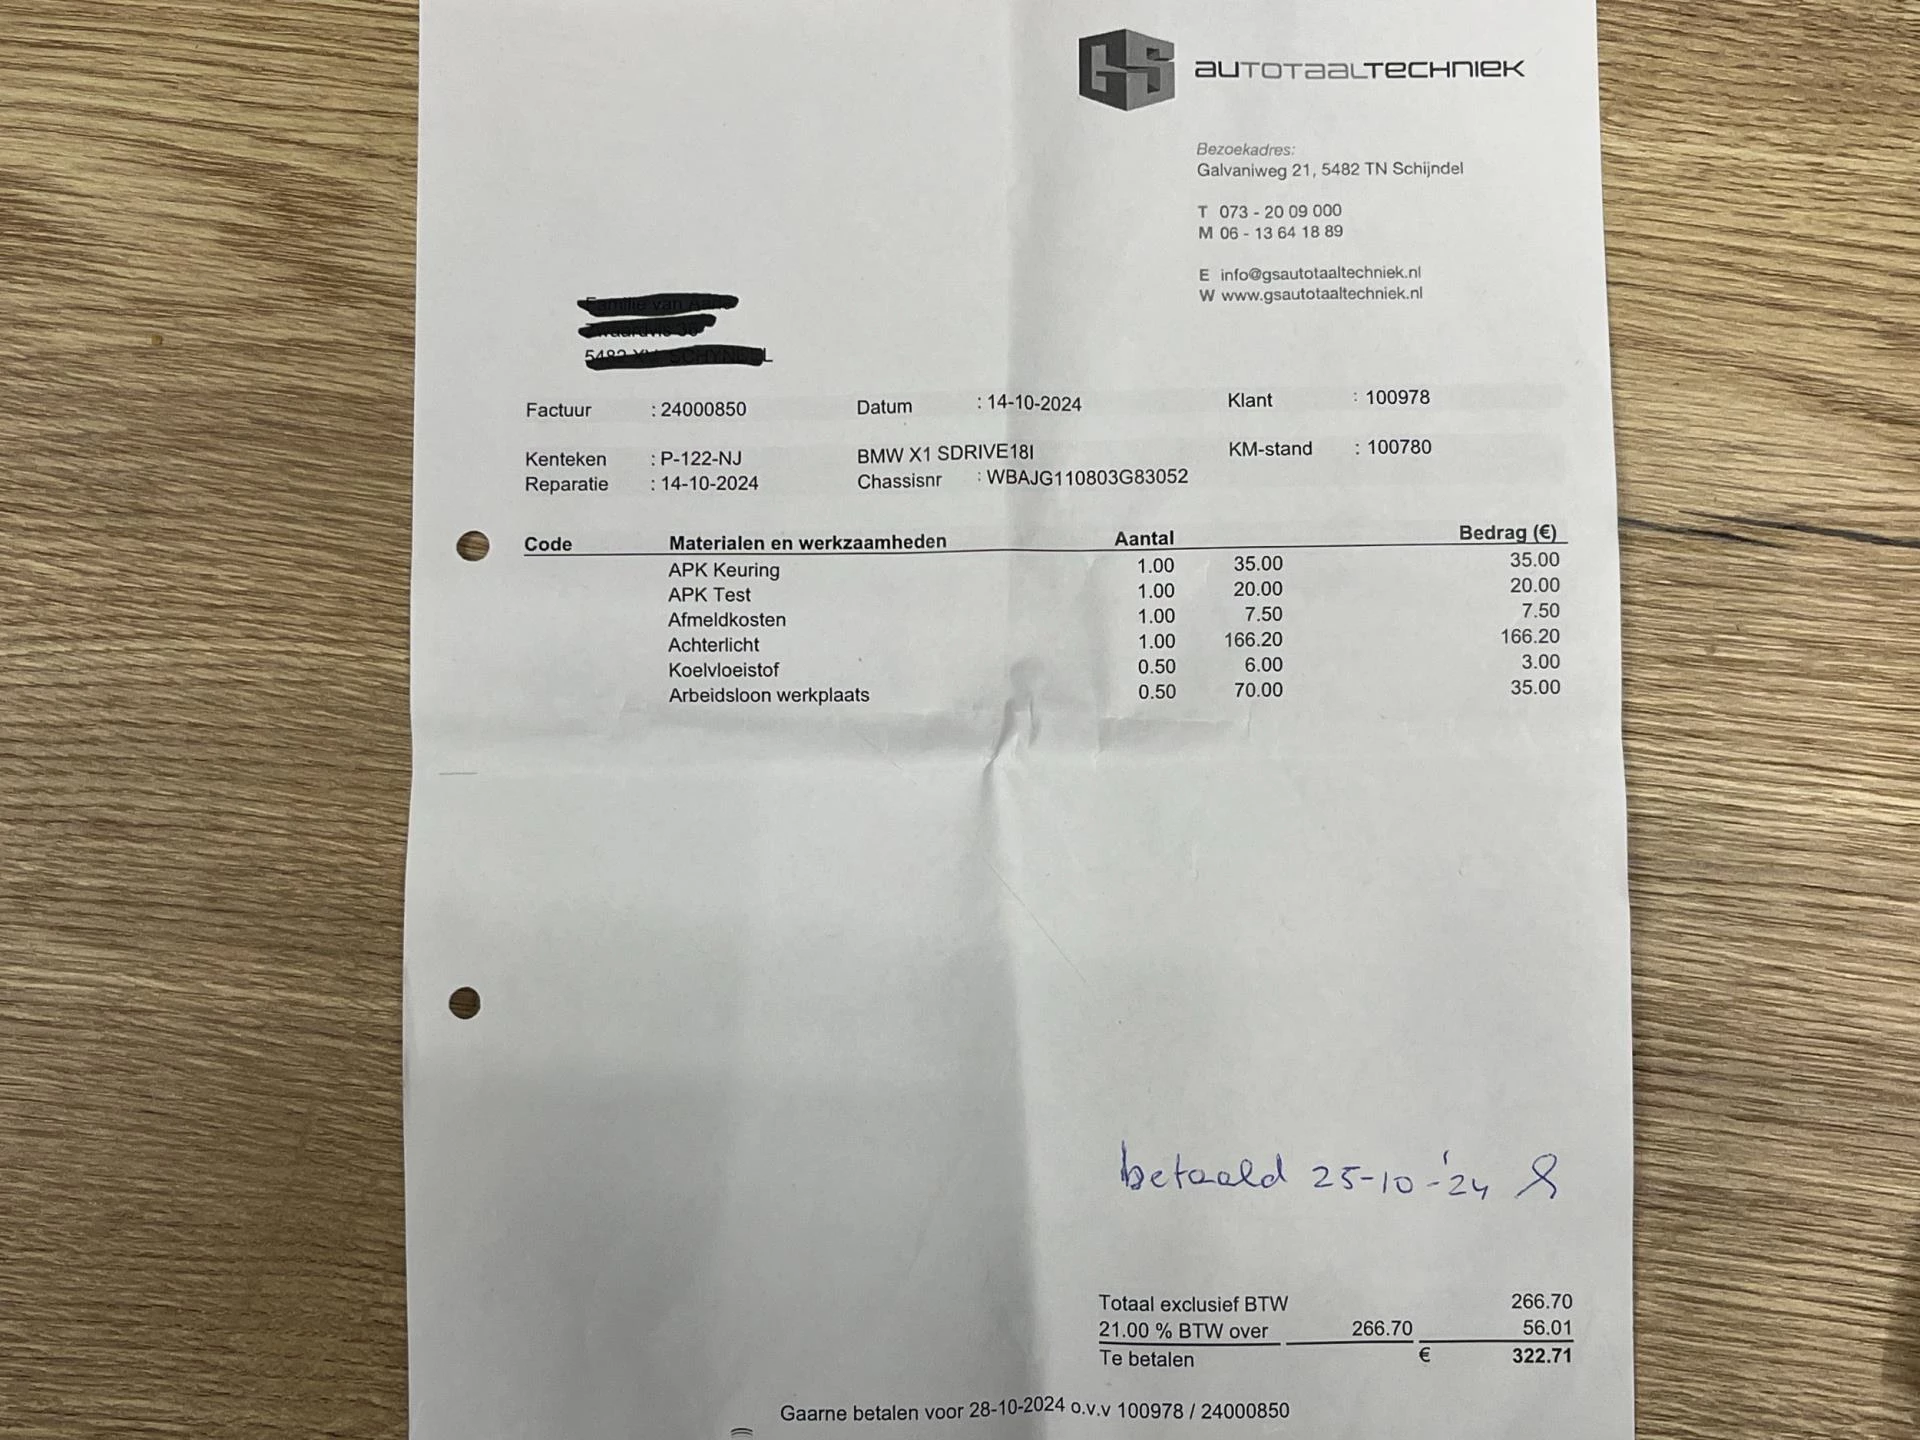 GS AUTOTAALTECHNIEK
Bezoekadres:
Galvaniweg 21, 5482 TN Schijndel
T 073 - 20 09 000
M 06 - 13 64 18 89
E info@gsautotaaltechniek.nl
W www.gsautotaaltechniek.nl
Factuur : 24000850 Datum : 14-10-2024 Klant : 100978
Kenteken : P-122-NJ BMW X1 SDRIVE18I KM-stand : 100780
Reparatie : 14-10-2024 Chassisnr : WBAJG110803G83052
Code Materialen en werkzaamheden Aantal Bedrag (€)
APK Keuring 1.00 35.00 35.00
APK Test 1.00 20.00 20.00
Afmeldkosten 1.00 7.50 7.50
Achterlicht 1.00 166.20 166.20
Koelvloeistof 0.50 6.00 3.00
Arbeidsloon werkplaats 0.50 70.00 35.00
betaald 25-10-'24
Totaal exclusief BTW 266.70
21.00 % BTW over 266.70 56.01
Te betalen € 322.71
Gaarne betalen voor 28-10-2024 o.v.v 100978 / 24000850